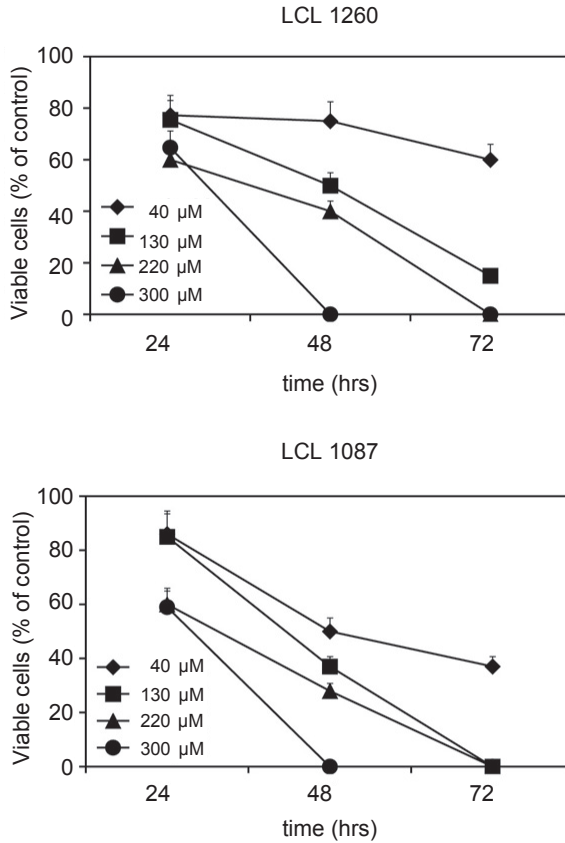 LCL 1260
Viable cells (% of control)
100
80
60
40
20
0
40 µM
130 µM
220 µM
300 µM
24 48 72
time (hrs)
LCL 1087
Viable cells (% of control)
100
80
60
40
20
0
40 µM
130 µM
220 µM
300 µM
24 48 72
time (hrs)